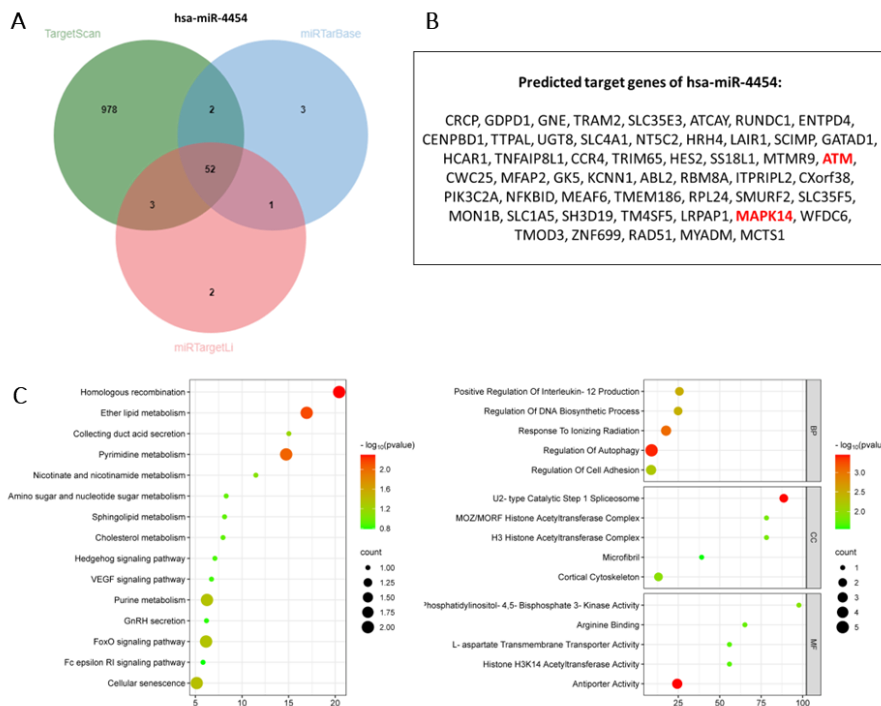 A
hsa-miR-4454
TargetScan
miRTarBase
978
2
3
52
3
1
2
miRTargetLi
B
Predicted target genes of hsa-miR-4454:
CRCP, GDPD1, GNE, TRAM2, SLC35E3, ATCAY, RUNDC1, ENTPD4,
CENPBD1, TTPAL, UGT8, SLC4A1, NT5C2, HRH4, LAIR1, SCIMP, GATAD1,
HCAR1, TNFAIP8L1, CCR4, TRIM65, HES2, SS18L1, MTMR9, ATM,
CWC25, MFAP2, GK5, KCNN1, ABL2, RBM8A, ITPRIPL2, CXorf38,
PIK3C2A, NFKBID, MEAF6, TMEM186, RPL24, SMURF2, SLC35F5,
MON1B, SLC1A5, SH3D19, TM4SF5, LRPAP1, MAPK14, WFDC6,
TMOD3, ZNF699, RAD51, MYADM, MCTS1
C
Homologous recombination
Ether lipid metabolism
Collecting duct acid secretion
Pyrimidine metabolism
Nicotinate and nicotinamide metabolism
Amino sugar and nucleotide sugar metabolism
Sphingolipid metabolism
Cholesterol metabolism
Hedgehog signaling pathway
VEGF signaling pathway
Purine metabolism
GnRH secretion
FoxO signaling pathway
Fc epsilon RI signaling pathway
Cellular senescence
5 10 15 20
- log10(pvalue)
2.0
1.6
1.2
0.8
count
1.00
1.25
1.50
1.75
2.00
Positive Regulation Of Interleukin- 12 Production
Regulation Of DNA Biosynthetic Process
Response To Ionizing Radiation
Regulation Of Autophagy
Regulation Of Cell Adhesion
BP
U2- type Catalytic Step 1 Spliceosome
MOZ/MORF Histone Acetyltransferase Complex
H3 Histone Acetyltransferase Complex
Microfibril
Cortical Cytoskeleton
CC
Phosphatidylinositol- 4,5- Bisphosphate 3- Kinase Activity
Arginine Binding
L- aspartate Transmembrane Transporter Activity
Histone H3K14 Acetyltransferase Activity
Antiporter Activity
MF
0 25 50 75 100
- log10(pvalue)
3.0
2.5
2.0
count
1
2
3
4
5